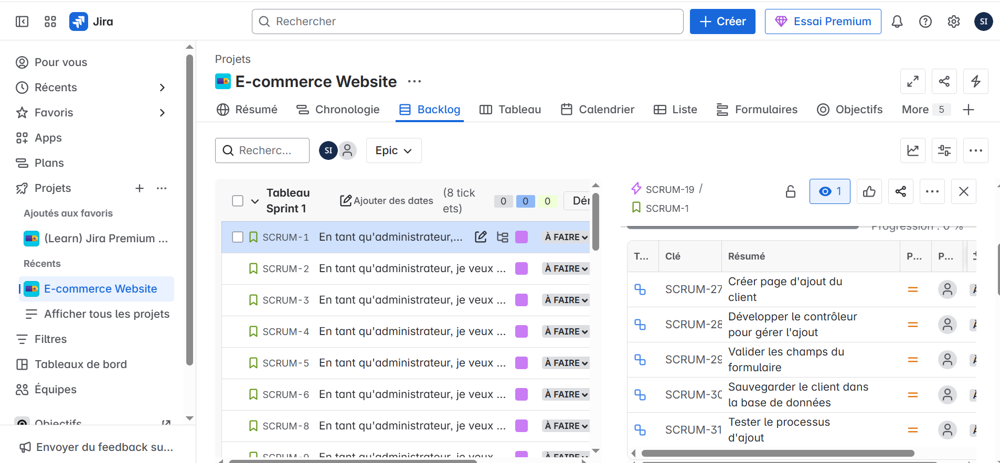 Jira
Rechercher
Créer
Essai Premium
SI
Pour vous
Récents
Favoris
Apps
Plans
Projets
Ajoutés aux favoris
(Learn) Jira Premium ...
Récents
E-commerce Website
Afficher tous les projets
Filtres
Tableaux de bord
Équipes
Objectifs
Envoyer du feedback su...
Projets
E-commerce Website
Résumé
Chronologie
Backlog
Tableau
Calendrier
Liste
Formulaires
Objectifs
More 5
Recherc...
SI
Epic
Tableau
Sprint 1
Ajouter des dates
(8 tick
ets)
0 0 0
Dér
SCRUM-1 En tant qu'administrateur,... À FAIRE
SCRUM-2 En tant qu'administrateur, je veux ... À FAIRE
SCRUM-3 En tant qu'administrateur, je veux ... À FAIRE
SCRUM-4 En tant qu'administrateur, je veux ... À FAIRE
SCRUM-5 En tant qu'administrateur, je veux ... À FAIRE
SCRUM-6 En tant qu'administrateur, je veux ... À FAIRE
SCRUM-8 En tant qu'administrateur, je veux ... À FAIRE
SCRUM-9 En tant qu'administrateur, je veux ... À FAIRE
SCRUM-19 /
SCRUM-1
1
Progression : 0 %
T... Clé Résumé P... P...
SCRUM-27 Créer page d'ajout du
client
SCRUM-28 Développer le contrôleur
pour gérer l'ajout
SCRUM-29 Valider les champs du
formulaire
SCRUM-30 Sauvegarder le client dans
la base de données
SCRUM-31 Tester le processus
d'ajout